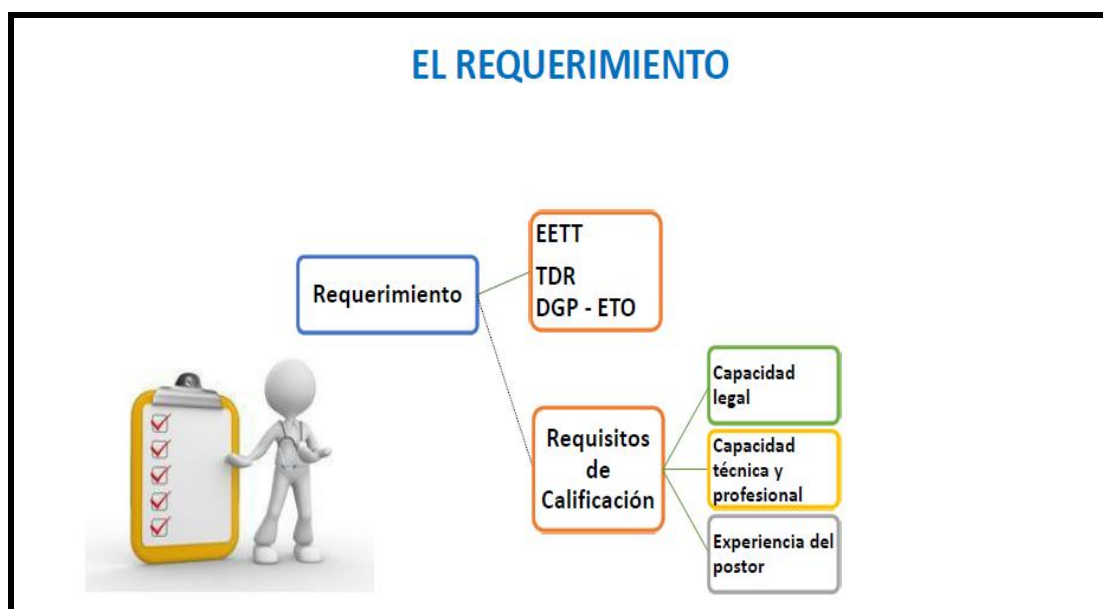 EL REQUERIMIENTO
Requerimiento
EETT
TDR
DGP - ETO
Requisitos
de
Calificación
Capacidad
legal
Capacidad
técnica y
profesional
Experiencia del
postor